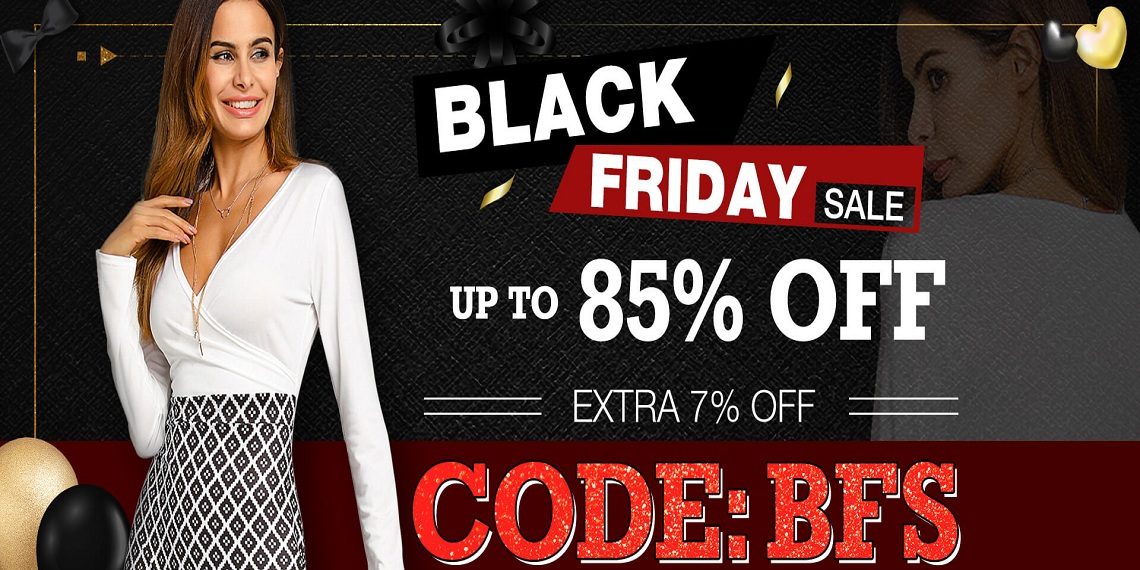 BLACK
FRIDAY SALE
UP TO 85% OFF
EXTRA 7% OFF
CODE: BFS